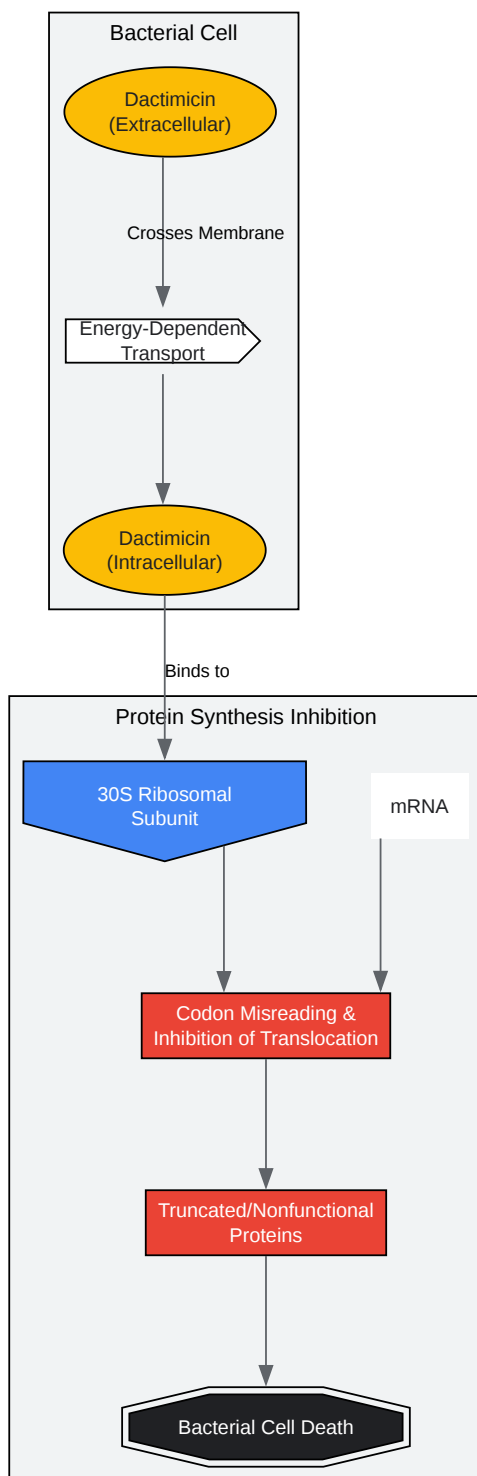 Bacterial Cell
Dactimicin
(Extracellular)
Crosses Membrane
Energy-Dependent
Transport
Dactimicin
(Intracellular)
Binds to
Protein Synthesis Inhibition
30S Ribosomal
Subunit
mRNA
Codon Misreading &
Inhibition of Translocation
Truncated/Nonfunctional
Proteins
Bacterial Cell Death